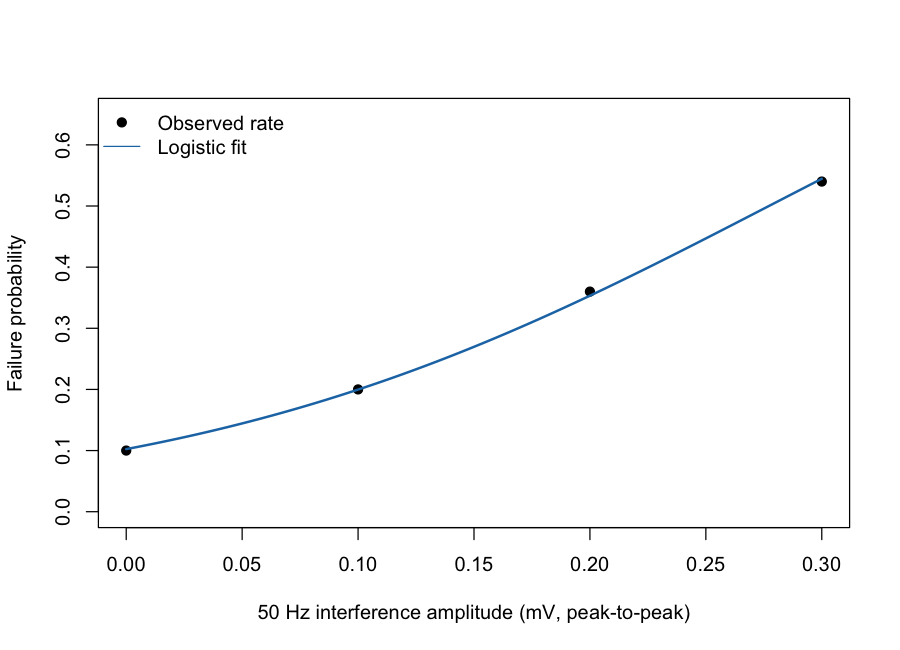 Observed rate
Logistic fit
Failure probability
0.6
0.5
0.4
0.3
0.2
0.1
0.0
0.00 0.05 0.10 0.15 0.20 0.25 0.30
50 Hz interference amplitude (mV, peak-to-peak)